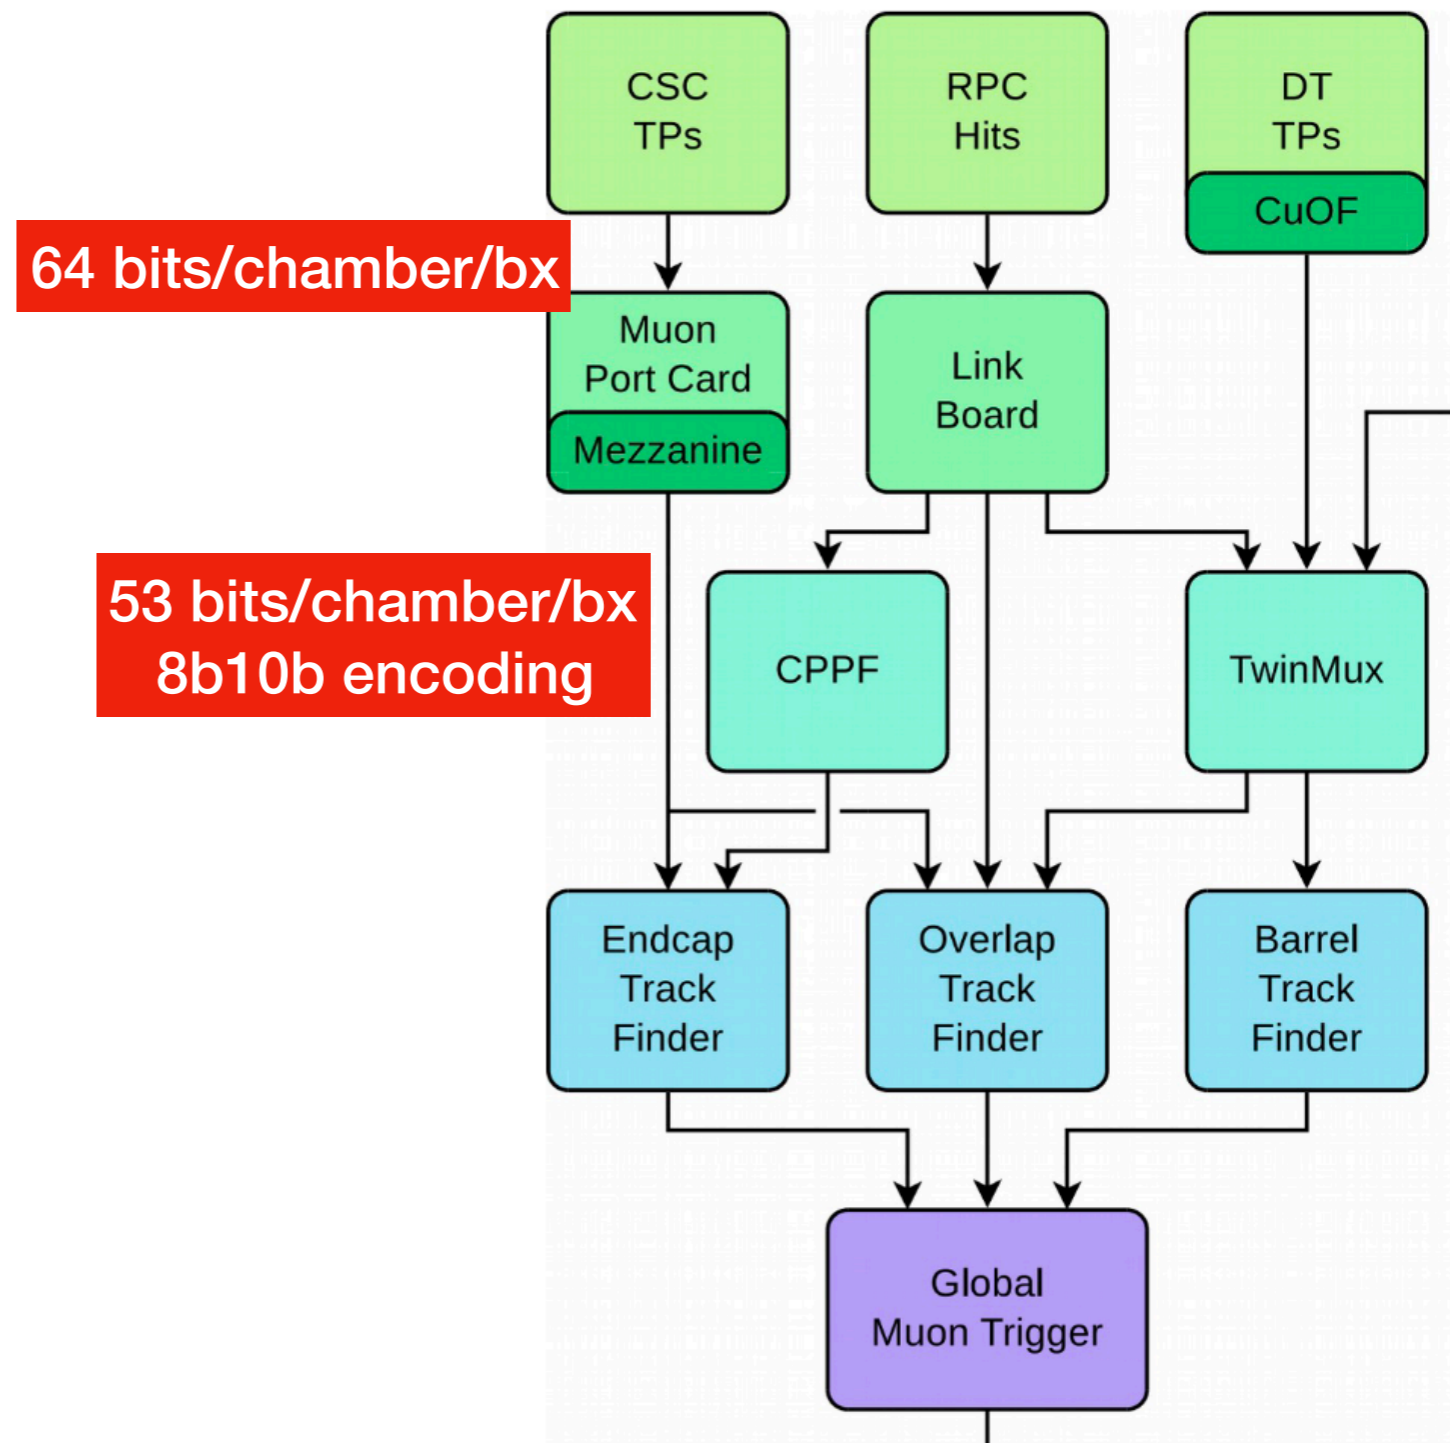 CSC
TPs
RPC
Hits
DT
TPs
CuOF
64 bits/chamber/bx
Muon
Port Card
Mezzanine
Link
Board
53 bits/chamber/bx
8b10b encoding
CPPF
TwinMux
Endcap
Track
Finder
Overlap
Track
Finder
Barrel
Track
Finder
Global
Muon Trigger